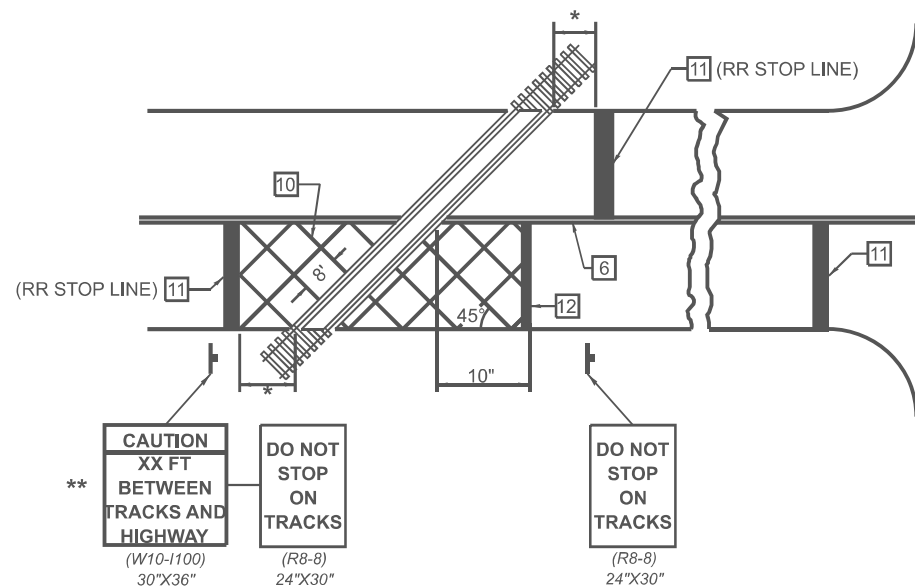 *
11 (RR STOP LINE)
10
8'
6
(RR STOP LINE) 11
11
12
45°
10"
*
**
CAUTION
XX FT
BETWEEN
TRACKS AND
HIGHWAY
(W10-I100)
30"X36"
DO NOT
STOP
ON
TRACKS
(R8-8)
24"X30"
DO NOT
STOP
ON
TRACKS
(R8-8)
24"X30"